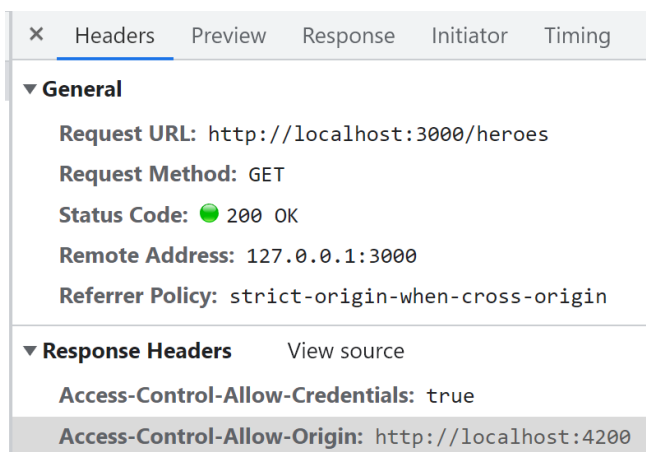 × Headers Preview Response Initiator Timing
▼ General
Request URL: http://localhost:3000/heroes
Request Method: GET
Status Code: 200 OK
Remote Address: 127.0.0.1:3000
Referrer Policy: strict-origin-when-cross-origin
▼ Response Headers View source
Access-Control-Allow-Credentials: true
Access-Control-Allow-Origin: http://localhost:4200